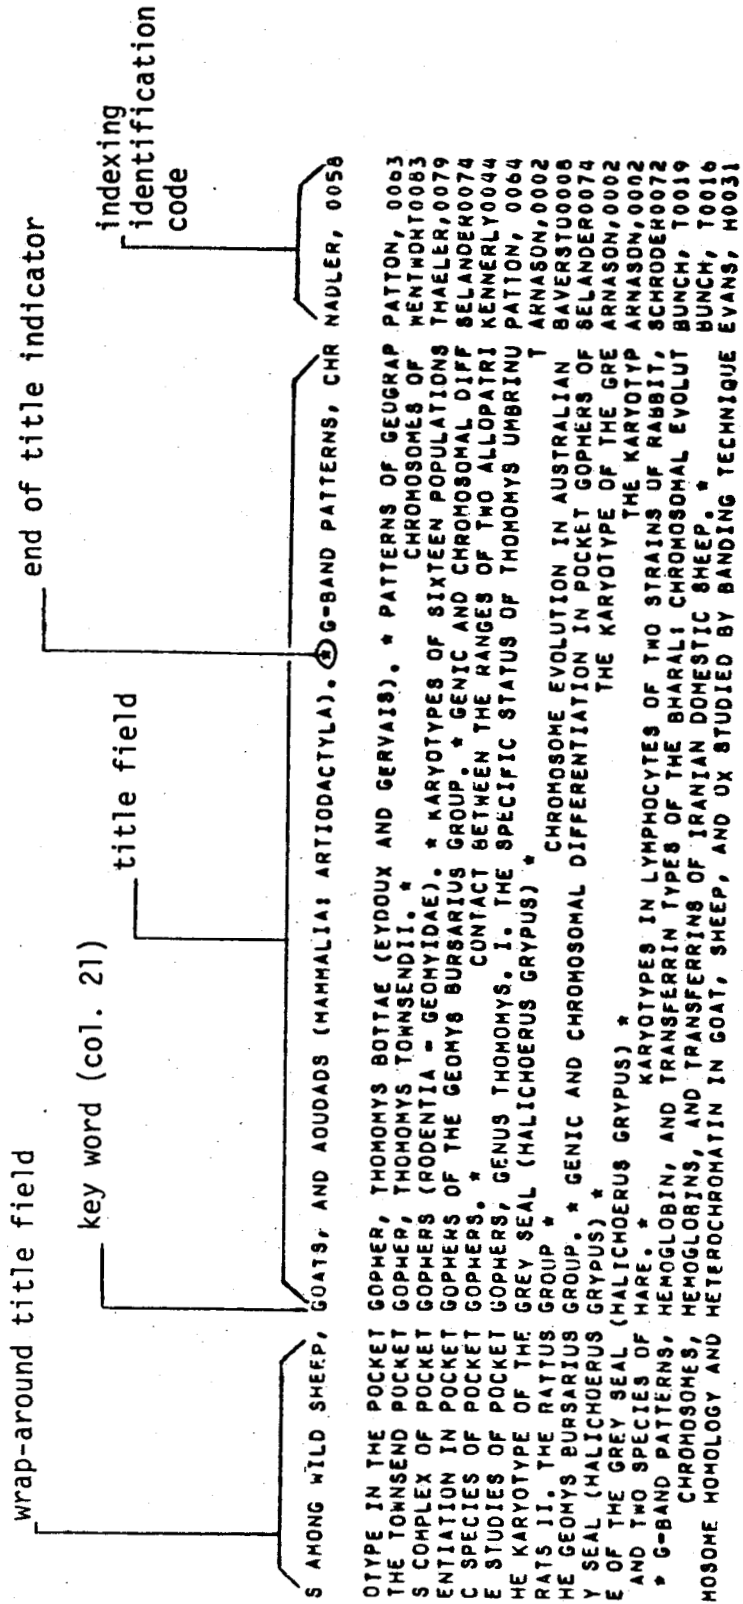 wrap-around title field
key word (col. 21)
title field
end of title indicator
indexing
identification
code
S AMONG WILD SHEEP, GOATS, AND AOUDADS (MAMMALIA: ARTIODACTYLA). * G-BAND PATTERNS, CHR NADLER, 0058
OTYPE IN THE POCKET GOPHER, THOMOMYS BOTTAE (EYDOUX AND GERVAIS). * PATTERNS OF GEUGRAP PATTON, 0063
THE TOWNSEND POCKET GOPHER, THOMOMYS TOWNSENDII. * CHROMOSOMES OF WENTWORT0083
S COMPLEX OF POCKET GOPHERS (RODENTIA - GEOMYIDAE). * KARYOTYPES OF SIXTEEN POPULATIONS THAELER,0079
ENTIATION IN POCKET GOPHERS OF THE GEOMYS BURSARIUS GROUP. * GENIC AND CHROMOSOMAL DIFF SELANDER0074
C SPECIES OF POCKET GOPHERS. * CONTACT BETWEEN THE RANGES OF TWO ALLOPATRI KENNERLY0044
E STUDIES OF POCKET GOPHERS, GENUS THOMOMYS. I. THE SPECIFIC STATUS OF THOMOMYS UMBRINU PATTON, 0064
HE KARYOTYPE OF THE GREY SEAL (HALICHOERUS GRYPUS) * T ARNASON,0002
RATS II. THE RATTUS GROUP * CHROMOSOME EVOLUTION IN AUSTRALIAN BAVERSTU0008
HE GEOMYS BURSARIUS GROUP. * GENIC AND CHROMOSOMAL DIFFERENTIATION IN POCKET GOPHERS OF SELANDER0074
Y SEAL (HALICHOERUS GRYPUS) * THE KARYOTYPE OF THE GRE ARNASON,0002
E OF THE GREY SEAL (HALICHOERUS GRYPUS) * THE KARYOTYP ARNASON,0002
AND TWO SPECIES OF HARE. * KARYOTYPES IN LYMPHOCYTES OF TWO STRAINS OF RABBIT, SCHRODER0072
* G-BAND PATTERNS, HEMOGLOBIN, AND TRANSFERRIN TYPES OF THE BHARAL: CHROMOSOMAL EVOLUT BUNCH, T0019
CHROMOSOMES, HEMOGLOBINS, AND TRANSFERRINS OF IRANIAN DOMESTIC SHEEP. * BUNCH, T0016
MOSOME HOMOLOGY AND HETEROCHROMATIN IN GOAT, SHEEP, AND OX STUDIED BY BANDING TECHNIQUE EVANS, H0031